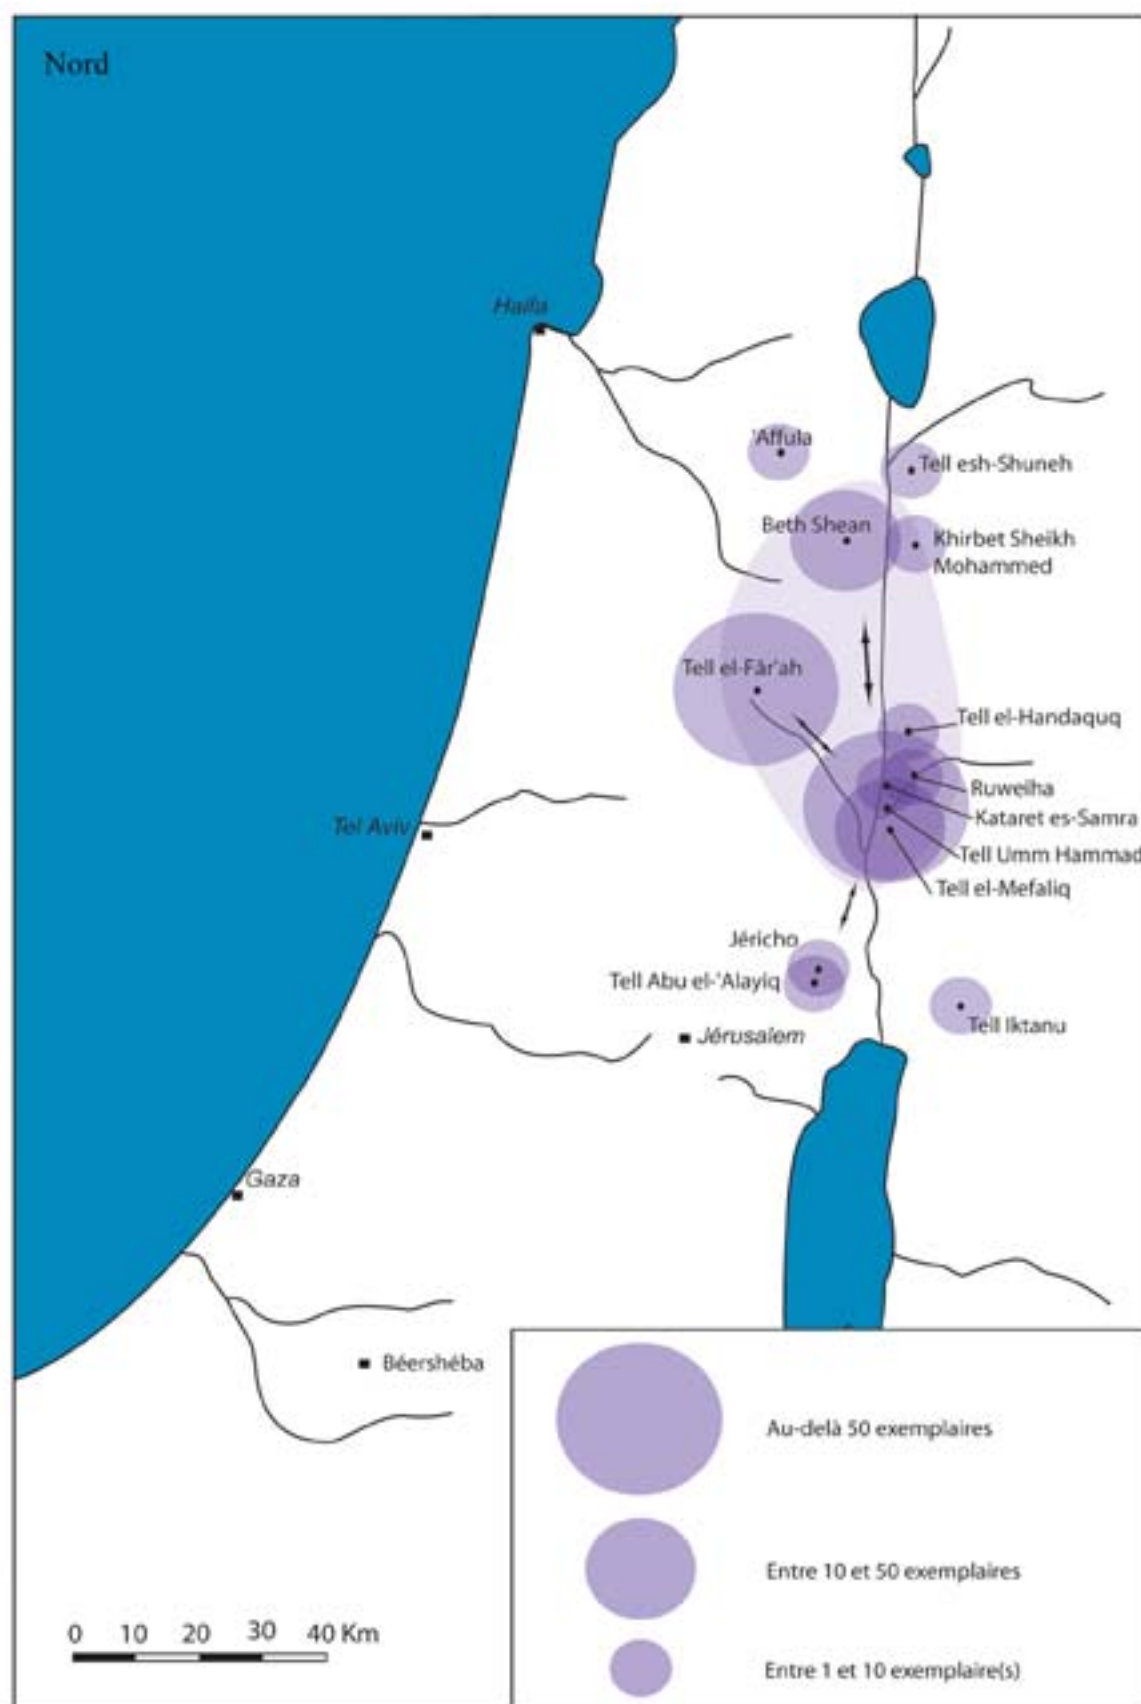 Nord
Haifa
'Affula
Tell esh-Shuneh
Beth Shean
Khirbet Sheikh
Mohammed
Tell el-Fâr'ah
Tell el-Handaquq
Ruweiha
Kataret es-Samra
Tel Aviv
Tell Umm Hammad
Tell el-Mefaliq
Jéricho
Tell Abu el-'Alayiq
Tell Iktanu
Jérusalem
Gaza
Béershéba
Au-delà 50 exemplaires
Entre 10 et 50 exemplaires
Entre 1 et 10 exemplaire(s)
0 10 20 30 40 Km